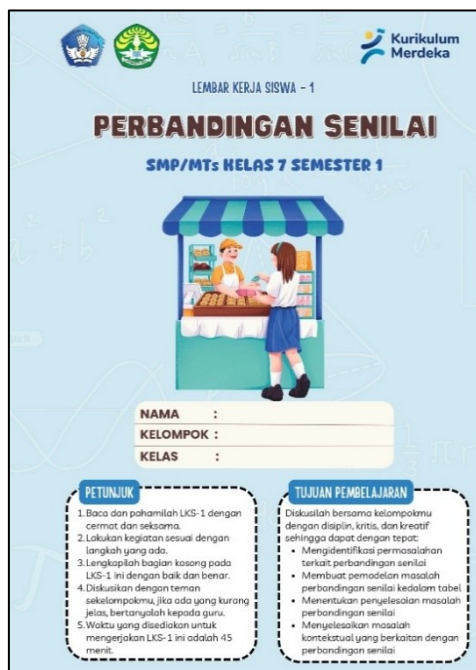 Kurikulum
Merdeka
LEMBAR KERJA SISWA - 1
PERBANDINGAN SENILAI
SMP/MTs KELAS 7 SEMESTER 1
NAMA :
KELOMPOK :
KELAS :
PETUNJUK
1. Baca dan pahamilah LKS-1 dengan
cermat dan seksama.
2. Lakukan kegiatan sesuai dengan
langkah yang ada.
3. Lengkapilah bagian kosong pada
LKS-1 ini dengan baik dan benar.
4. Diskusikan dengan teman
sekelompokmu, jika ada yang kurang
jelas, bertanyalah kepada guru.
5. Waktu yang disediakan untuk
mengerjakan LKS-1 ini adalah 45
menit.
TUJUAN PEMBELAJARAN
Diskusilah bersama kelompokmu
dengan disiplin, kritis, dan kreatif
sehingga dapat dengan tepat:
• Mengidentifikasi permasalahan
terkait perbandingan senilai
• Membuat pemodelan masalah
perbandingan senilai kedalam tabel
• Menentukan penyelesaian masalah
perbandingan senilai
• Menyelesaikan masalah
kontekstual yang berkaitan dengan
perbandingan senilai